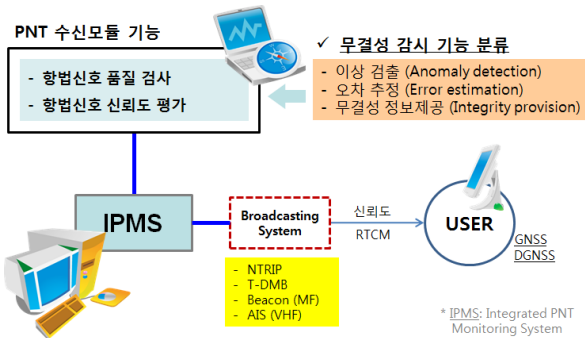 PNT 수신모듈 기능
- 항법신호 품질 검사
- 항법신호 신뢰도 평가
✓ 무결성 감시 기능 분류
- 이상 검출 (Anomaly detection)
- 오차 추정 (Error estimation)
- 무결성 정보제공 (Integrity provision)
IPMS
Broadcasting
System
신뢰도
RTCM
USER
GNSS
DGNSS
- NTRIP
- T-DMB
- Beacon (MF)
- AIS (VHF)
* IPMS: Integrated PNT
Monitoring System